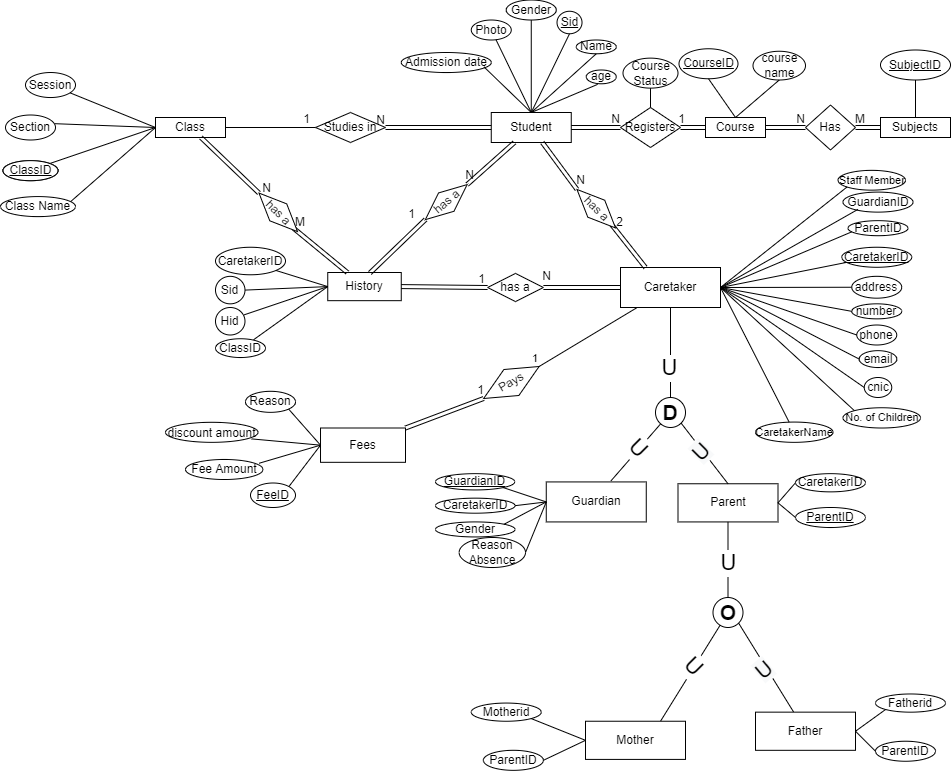 Gender
Sid
Photo
Name
Admission date
age
Course
Status
CourseID
course
name
SubjectID
Session
Section
ClassID
Class Name
Class
1
Studies in
N
Student
N
Registers
1
Course
N
Has
M
Subjects
N
has a
M
N
has a
1
N
has a
2
Staff Member
GuardianID
ParentID
CaretakerID
address
number
phone
email
cnic
No. of Children
CaretakerName
CaretakerID
Sid
Hid
ClassID
History
1
has a
N
Caretaker
1
Pays
1
U
D
U
U
Reason
discount amount
Fee Amount
FeeID
Fees
GuardianID
CaretakerID
Gender
Reason
Absence
Guardian
Parent
CaretakerID
ParentID
U
O
U
U
Motherid
ParentID
Mother
Father
Fatherid
ParentID